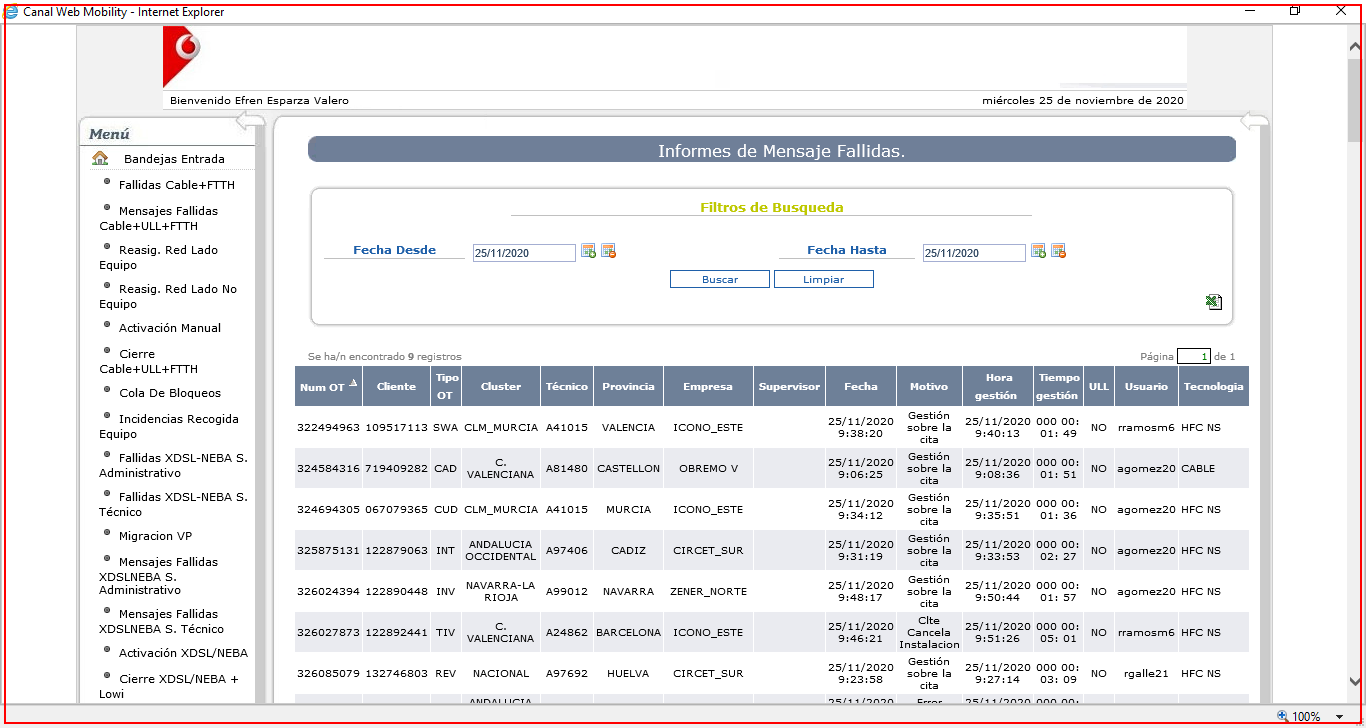 Canal Web Mobility - Internet Explorer
Bienvenido Efren Esparza Valero
miércoles 25 de noviembre de 2020
Menú
Bandejas Entrada
Fallidas Cable+FTTH
Mensajes Fallidas
Cable+ULL+FTTH
Reasig. Red Lado
Equipo
Reasig. Red Lado No
Equipo
Activación Manual
Cierre
Cable+ULL+FTTH
Cola De Bloqueos
Incidencias Recogida
Equipo
Fallidas XDSL-NEBA S.
Administrativo
Fallidas XDSL-NEBA S.
Técnico
Migracion VP
Mensajes Fallidas
XDSLNEBA S.
Administrativo
Mensajes Fallidas
XDSLNEBA S. Técnico
Activación XDSL/NEBA
Cierre XDSL/NEBA +
Lowi
Informes de Mensaje Fallidas.
Filtros de Busqueda
Fecha Desde 25/11/2020 Fecha Hasta 25/11/2020
Buscar Limpiar
Se ha/n encontrado 9 registros Página 1 de 1
Num OT Cliente Tipo OT Cluster Técnico Provincia Empresa Supervisor Fecha Motivo Hora gestión Tiempo gestión ULL Usuario Tecnologia
322494963 109517113 SWA CLM_MURCIA A41015 VALENCIA ICONO_ESTE 25/11/2020 9:38:20 Gestión sobre la cita 25/11/2020 9:40:13 000 00: 01: 49 NO rramosm6 HFC NS
324584316 719409282 CAD C. VALENCIANA A81480 CASTELLON OBREMO V 25/11/2020 9:06:25 Gestión sobre la cita 25/11/2020 9:08:36 000 00: 01: 51 NO agomez20 CABLE
324694305 067079365 CUD CLM_MURCIA A41015 MURCIA ICONO_ESTE 25/11/2020 9:34:12 Gestión sobre la cita 25/11/2020 9:35:51 000 00: 01: 36 NO agomez20 HFC NS
325875131 122879063 INT ANDALUCIA OCCIDENTAL A97406 CADIZ CIRCET_SUR 25/11/2020 9:31:19 Gestión sobre la cita 25/11/2020 9:33:53 000 00: 02: 27 NO agomez20 HFC NS
326024394 122890448 INV NAVARRA-LA RIOJA A99012 NAVARRA ZENER_NORTE 25/11/2020 9:48:17 Gestión sobre la cita 25/11/2020 9:50:44 000 00: 01: 57 NO agomez20 HFC NS
326027873 122892441 TIV C. VALENCIANA A24862 BARCELONA ICONO_ESTE 25/11/2020 9:46:21 Clte Cancela Instalacion 25/11/2020 9:51:26 000 00: 05: 01 NO rramosm6 HFC NS
326085079 132746803 REV NACIONAL A97692 HUELVA CIRCET_SUR 25/11/2020 9:23:58 Gestión sobre la cita 25/11/2020 9:27:14 000 00: 03: 09 NO rgalle21 HFC NS
ANDALUCIA 25/11/2020 Error 25/11/2020 000 00:
100%